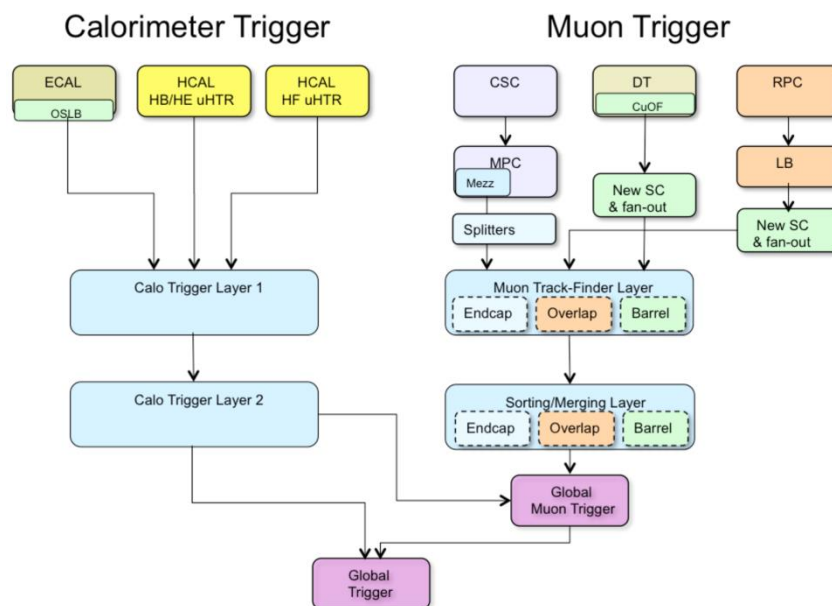 Calorimeter Trigger
Muon Trigger
ECAL
OSLB
HCAL
HB/HE uHTR
HCAL
HF uHTR
CSC
DT
CuOF
RPC
MPC
Mezz
LB
New SC
& fan-out
Splitters
New SC
& fan-out
Calo Trigger Layer 1
Muon Track-Finder Layer
Endcap
Overlap
Barrel
Calo Trigger Layer 2
Sorting/Merging Layer
Endcap
Overlap
Barrel
Global
Muon Trigger
Global
Trigger